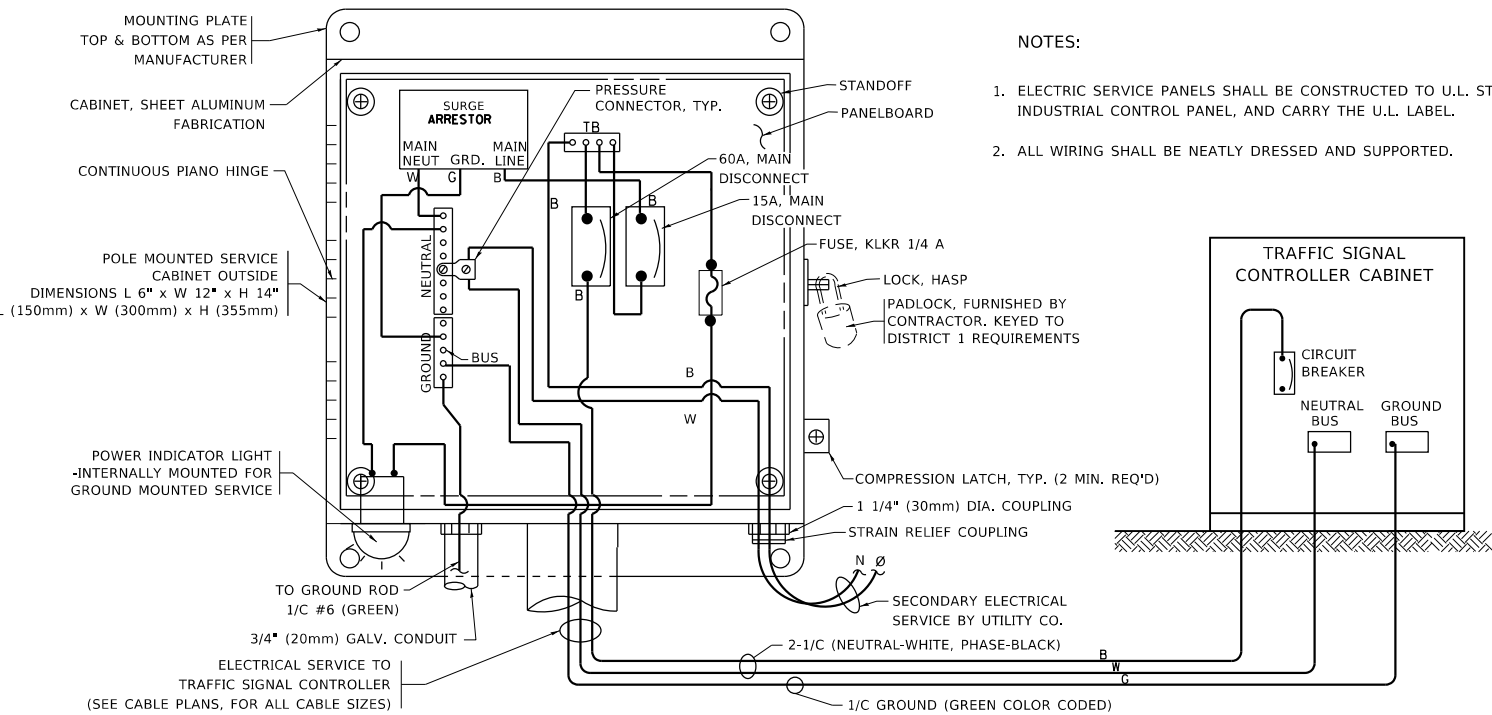 MOUNTING PLATE
TOP & BOTTOM AS PER
MANUFACTURER
CABINET, SHEET ALUMINUM
FABRICATION
CONTINUOUS PIANO HINGE
POLE MOUNTED SERVICE
CABINET OUTSIDE
DIMENSIONS L 6" x W 12" x H 14"
L (150mm) x W (300mm) x H (355mm)
POWER INDICATOR LIGHT
-INTERNALLY MOUNTED FOR
GROUND MOUNTED SERVICE
TO GROUND ROD
1/C #6 (GREEN)
3/4" (20mm) GALV. CONDUIT
ELECTRICAL SERVICE TO
TRAFFIC SIGNAL CONTROLLER
(SEE CABLE PLANS, FOR ALL CABLE SIZES)
SURGE
ARRESTOR
MAIN
NEUT
GRD.
MAIN
LINE
W
G
B
PRESSURE
CONNECTOR, TYP.
TB
60A, MAIN
DISCONNECT
15A, MAIN
DISCONNECT
B
B
B
NEUTRAL
GROUND
BUS
B
W
STANDOFF
PANELBOARD
FUSE, KLKR 1/4 A
LOCK, HASP
PADLOCK, FURNISHED BY
CONTRACTOR. KEYED TO
DISTRICT 1 REQUIREMENTS
COMPRESSION LATCH, TYP. (2 MIN. REQ'D)
1 1/4" (30mm) DIA. COUPLING
STRAIN RELIEF COUPLING
N Ø
SECONDARY ELECTRICAL
SERVICE BY UTILITY CO.
2-1/C (NEUTRAL-WHITE, PHASE-BLACK)
B
W
G
1/C GROUND (GREEN COLOR CODED)
NOTES:
1. ELECTRIC SERVICE PANELS SHALL BE CONSTRUCTED TO U.L. ST
INDUSTRIAL CONTROL PANEL, AND CARRY THE U.L. LABEL.
2. ALL WIRING SHALL BE NEATLY DRESSED AND SUPPORTED.
TRAFFIC SIGNAL
CONTROLLER CABINET
CIRCUIT
BREAKER
NEUTRAL
BUS
GROUND
BUS